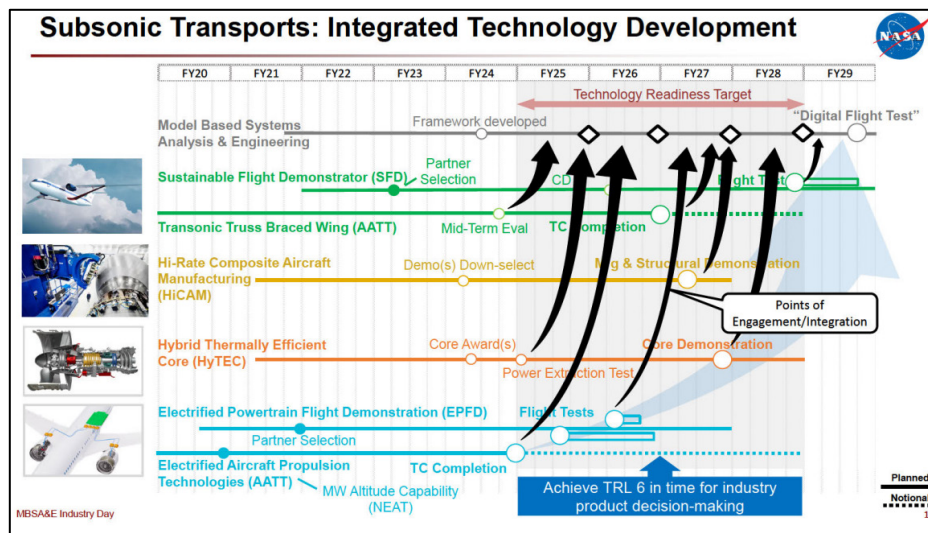 Subsonic Transports: Integrated Technology Development
NASA
FY20 FY21 FY22 FY23 FY24 FY25 FY26 FY27 FY28 FY29
Technology Readiness Target
"Digital Flight Test"
Model Based Systems
Analysis & Engineering
Framework developed
Sustainable Flight Demonstrator (SFD)
Partner
Selection
Flight Test
Transonic Truss Braced Wing (AATT)
Mid-Term Eval
TC Completion
Hi-Rate Composite Aircraft
Manufacturing
(HiCAM)
Demo(s) Down-select
& Structural Demonstration
Points of
Engagement/Integration
Hybrid Thermally Efficient
Core (HyTEC)
Core Award(s)
Power Extraction Test
Core Demonstration
Electrified Powertrain Flight Demonstration (EPFD)
Flight Tests
Partner Selection
Electrified Aircraft Propulsion
Technologies (AATT)
TC Completion
MW Altitude Capability
(NEAT)
Achieve TRL 6 in time for industry
product decision-making
Planned
Notional
MBSA&E Industry Day
1